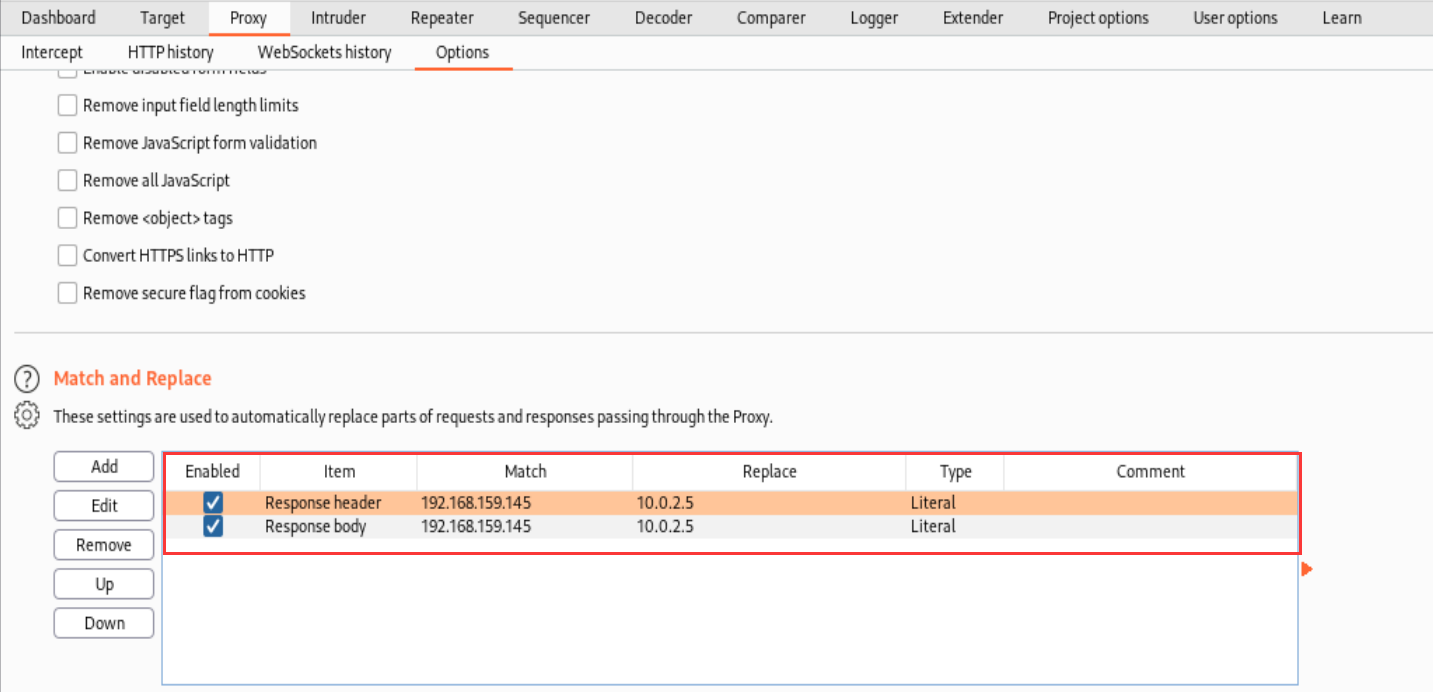 Dashboard Target Proxy Intruder Repeater Sequencer Decoder Comparer Logger Extender Project options User options Learn
Intercept HTTP history WebSockets history Options
Enable disabled form fields
Remove input field length limits
Remove JavaScript form validation
Remove all JavaScript
Remove <object> tags
Convert HTTPS links to HTTP
Remove secure flag from cookies
? Match and Replace
These settings are used to automatically replace parts of requests and responses passing through the Proxy.
Add
Edit
Remove
Up
Down
Enabled Item Match Replace Type Comment
Response header 192.168.159.145 10.0.2.5 Literal
Response body 192.168.159.145 10.0.2.5 Literal